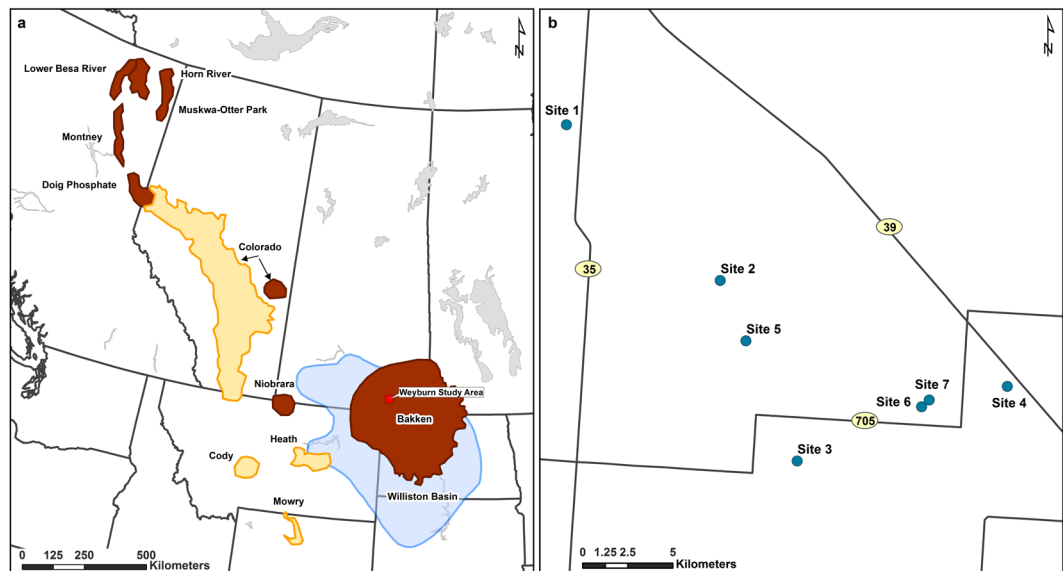 a
N
Lower Besa River
Horn River
Muskwa-Otter Park
Montney
Doig Phosphate
Colorado
Niobrara
Weyburn Study Area
Bakken
Heath
Cody
Williston Basin
Mowry
0 125 250 500
Kilometers
b
N
Site 1
39
35
Site 2
Site 5
Site 7
Site 6
Site 4
705
Site 3
0 1.25 2.5 5
Kilometers